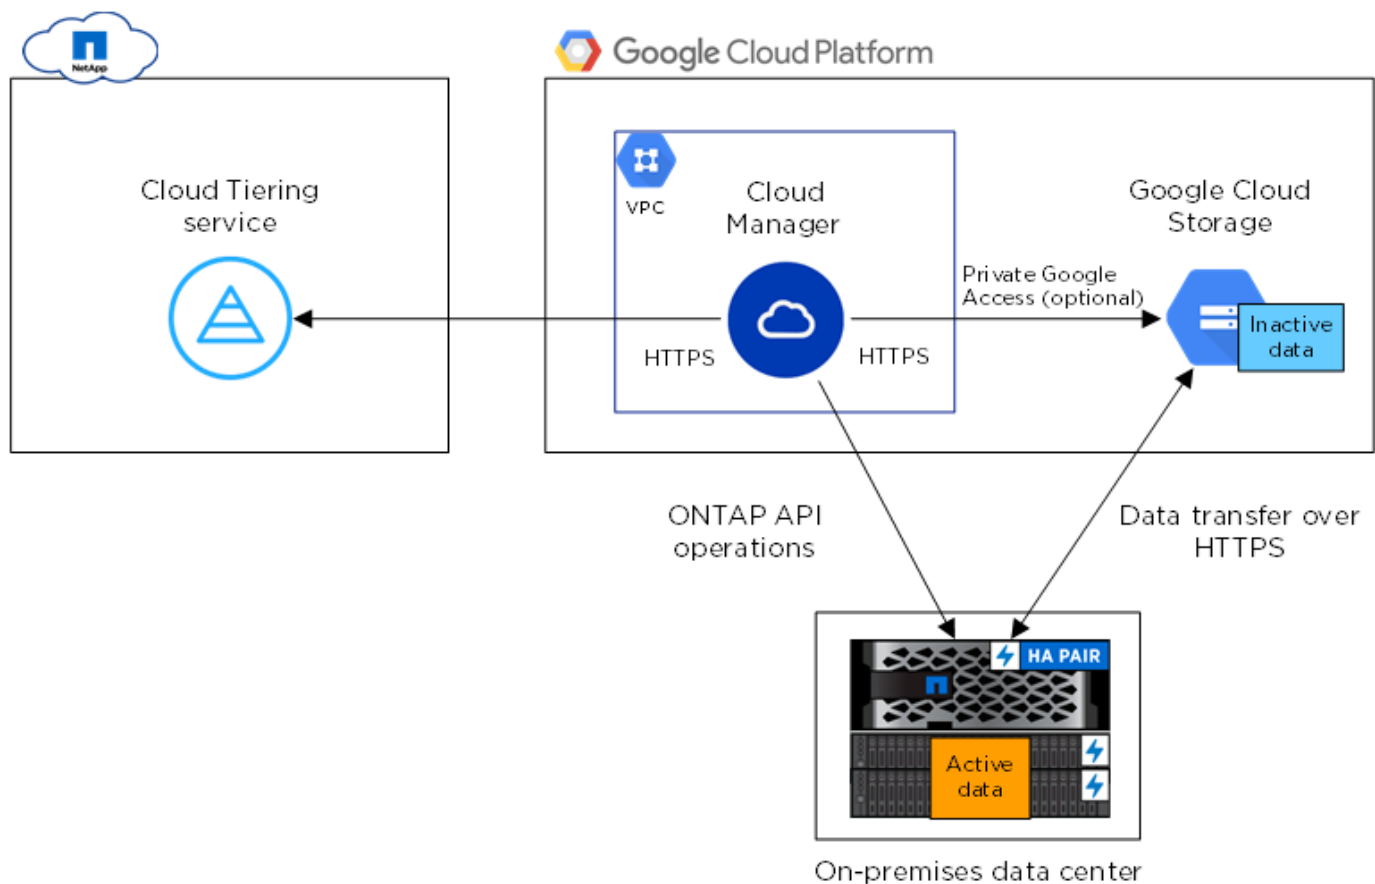 NetApp
Google Cloud Platform
Cloud Tiering
service
VPC
Cloud
Manager
Google Cloud
Storage
Private Google
Access (optional)
HTTPS
HTTPS
Inactive
data
ONTAP API
operations
Data transfer over
HTTPS
HA PAIR
Active
data
On-premises data center